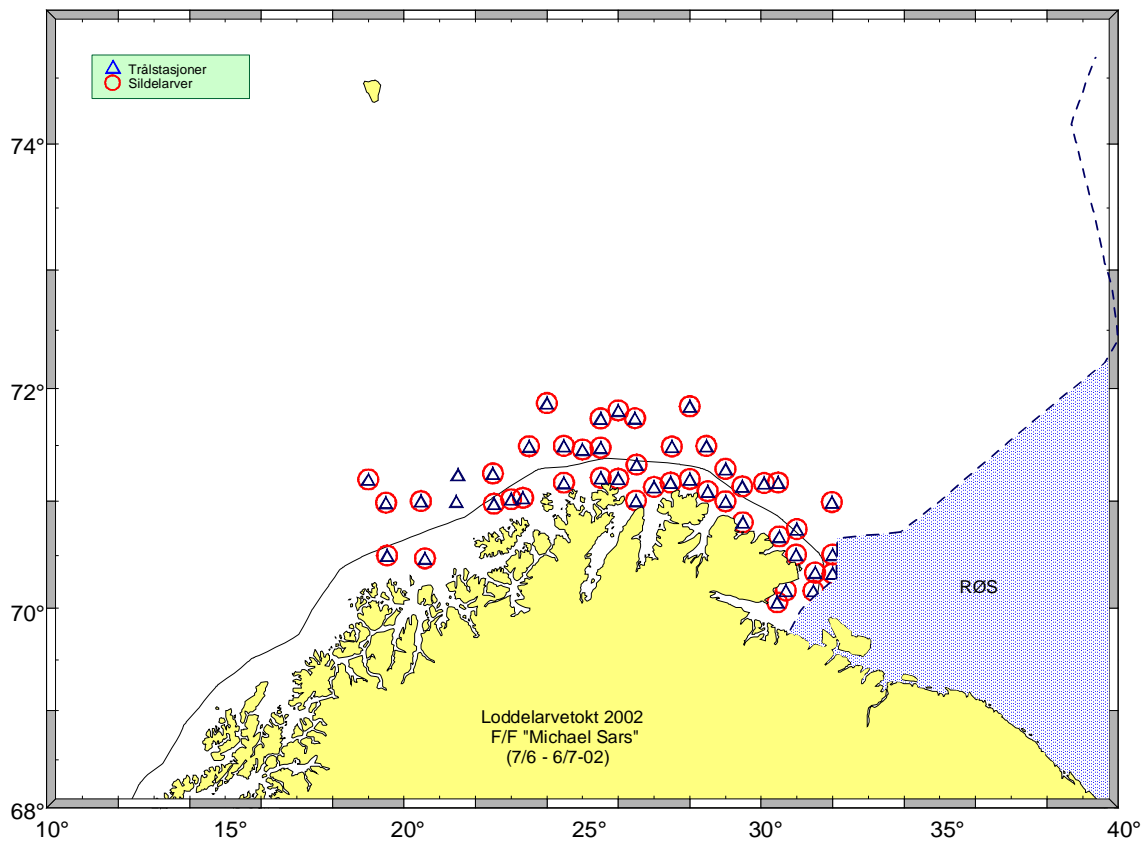 Trålstasjoner
Sildelarver
74°
72°
70°
68°
RØS
Loddelarvetokt 2002
F/F "Michael Sars"
(7/6 - 6/7-02)
10°
15°
20°
25°
30°
35°
40°